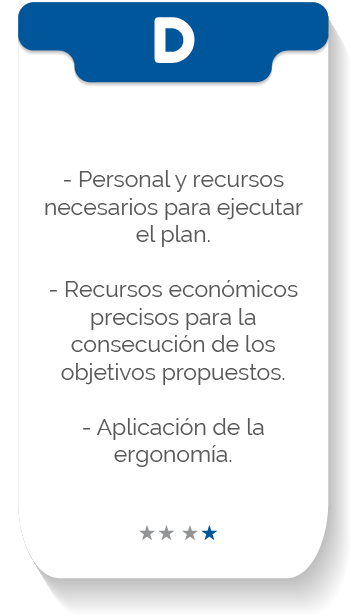 D
- Personal y recursos
necesarios para ejecutar
el plan.
- Recursos económicos
precisos para la
consecución de los
objetivos propuestos.
- Aplicación de la
ergonomía.